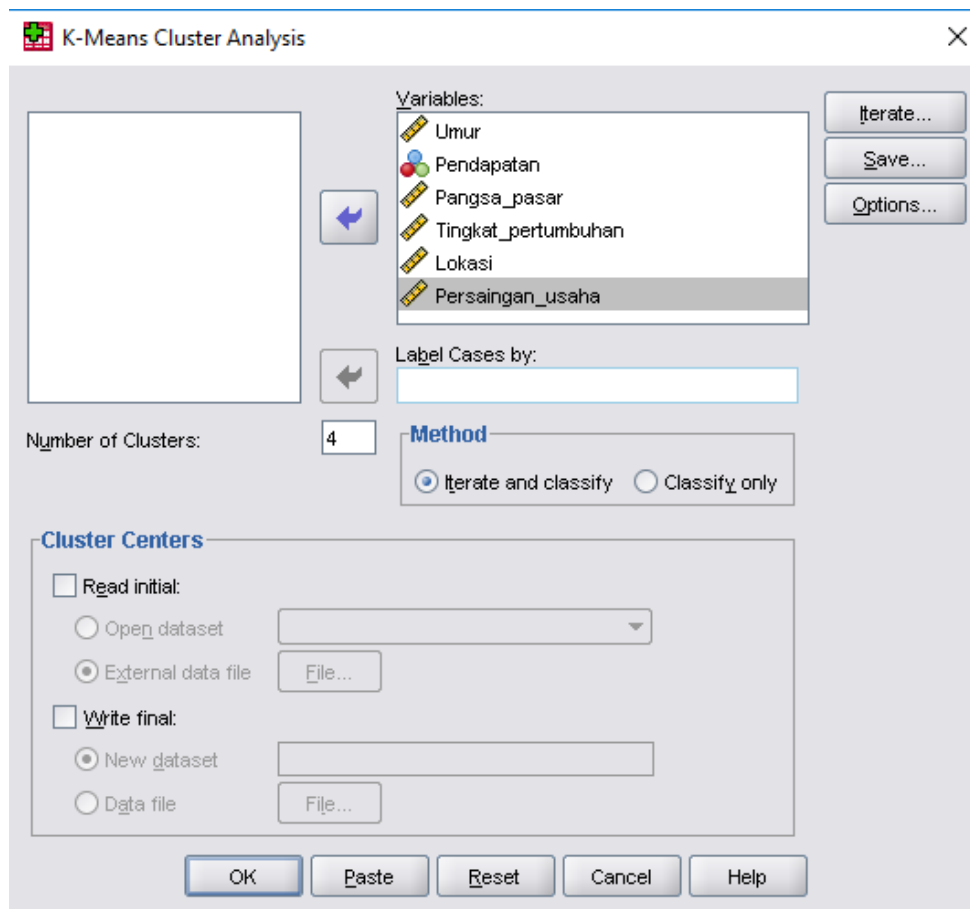 K-Means Cluster Analysis
Variables:
Umur
Pendapatan
Pangsa_pasar
Tingkat_pertumbuhan
Lokasi
Persaingan_usaha
Iterate...
Save...
Options...
Label Cases by:
Number of Clusters:
4
Method
Iterate and classify
Classify only
Cluster Centers
Read initial:
Open dataset
External data file
File...
Write final:
New dataset
Data file
File...
OK
Paste
Reset
Cancel
Help